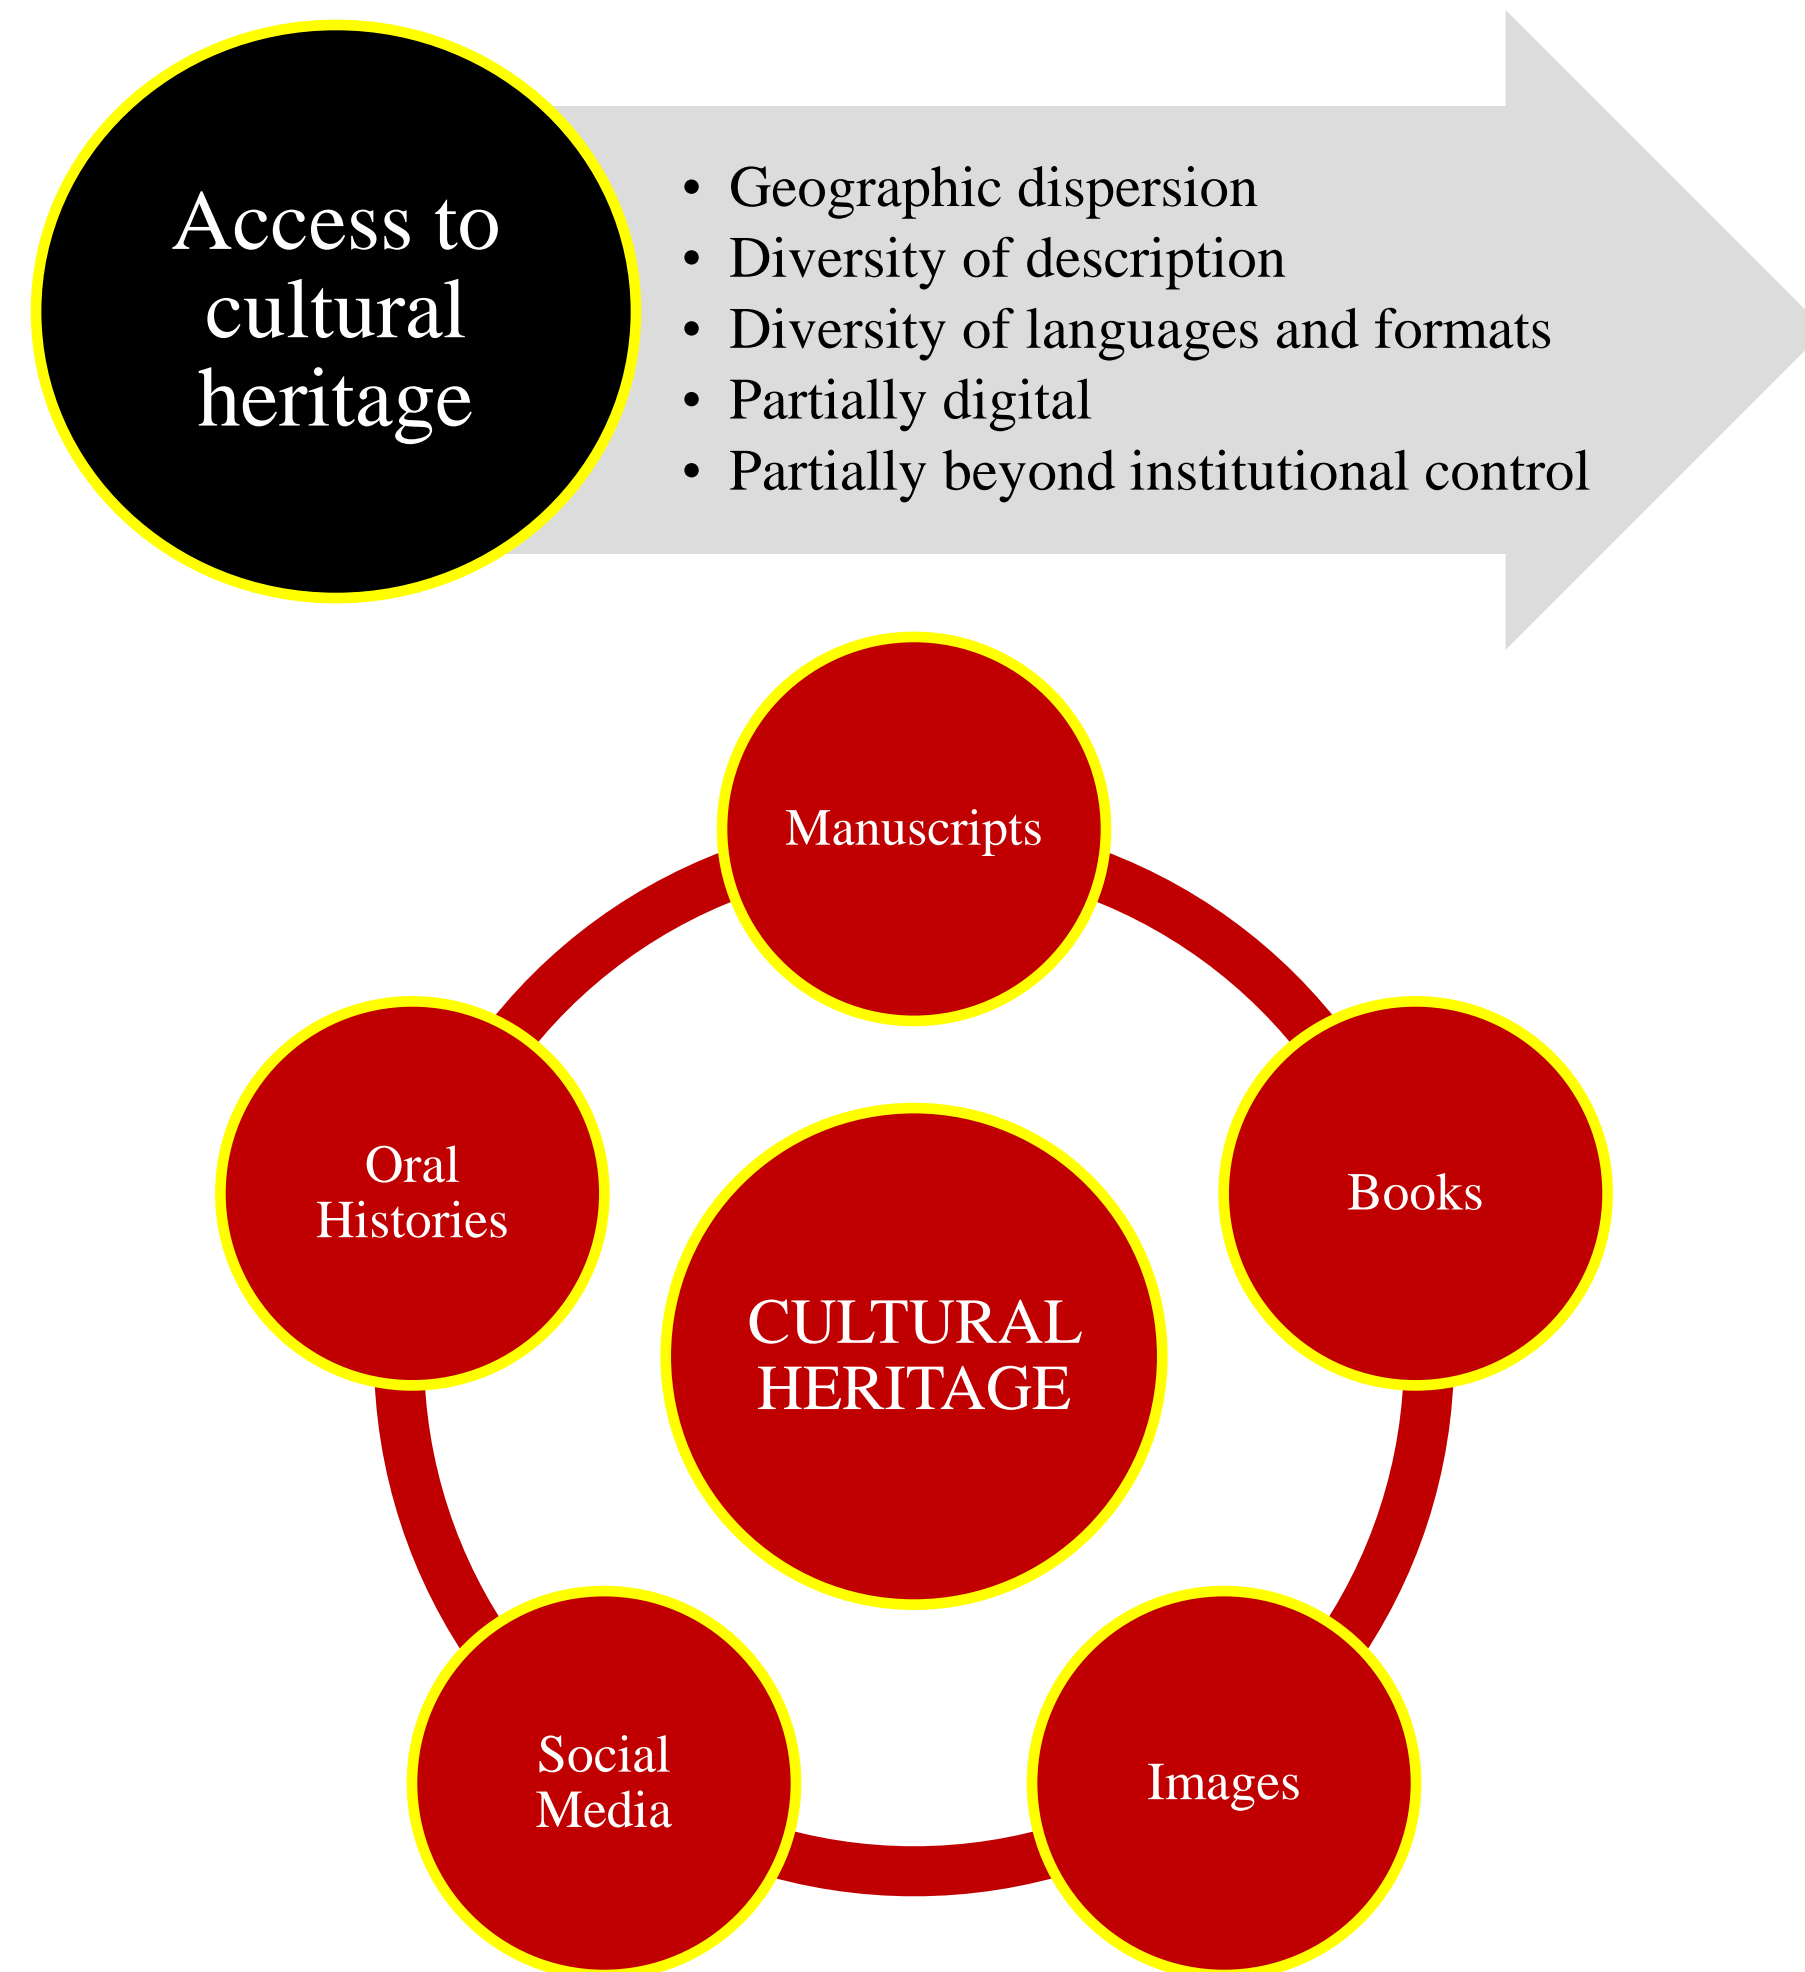 Access to
cultural
heritage
• Geographic dispersion
• Diversity of description
• Diversity of languages and formats
• Partially digital
• Partially beyond institutional control
Manuscripts
Oral
Histories
Books
CULTURAL
HERITAGE
Social
Media
Images